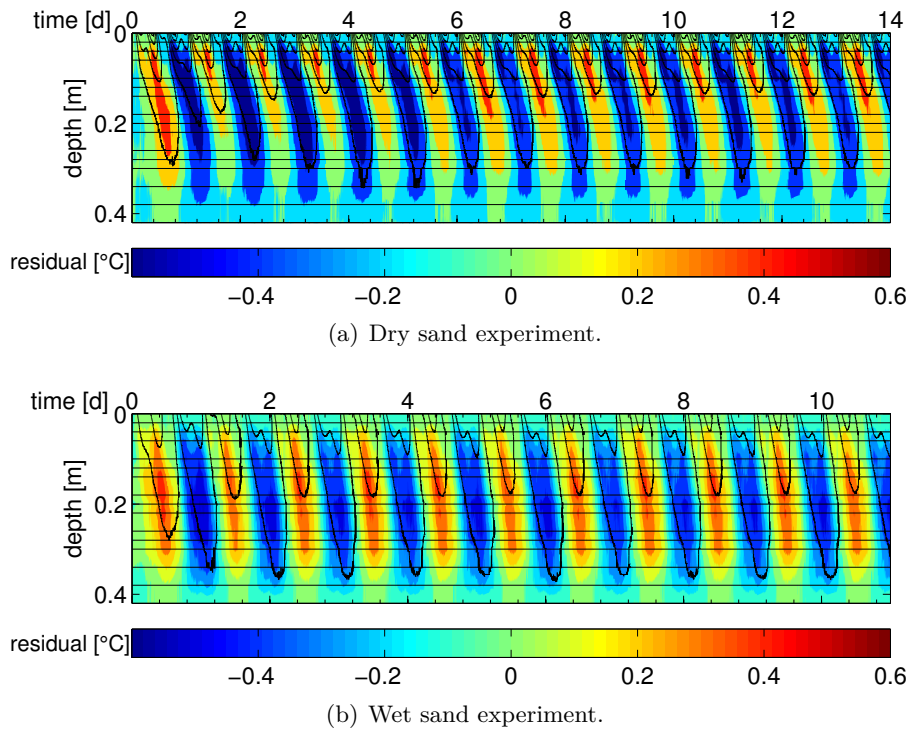 time [d] 0 2 4 6 8 10 12 14
0
0.2
0.4
depth [m]
residual [°C]
−0.4 −0.2 0 0.2 0.4 0.6
(a) Dry sand experiment.
time [d] 0 2 4 6 8 10
0
0.2
0.4
depth [m]
residual [°C]
−0.4 −0.2 0 0.2 0.4 0.6
(b) Wet sand experiment.